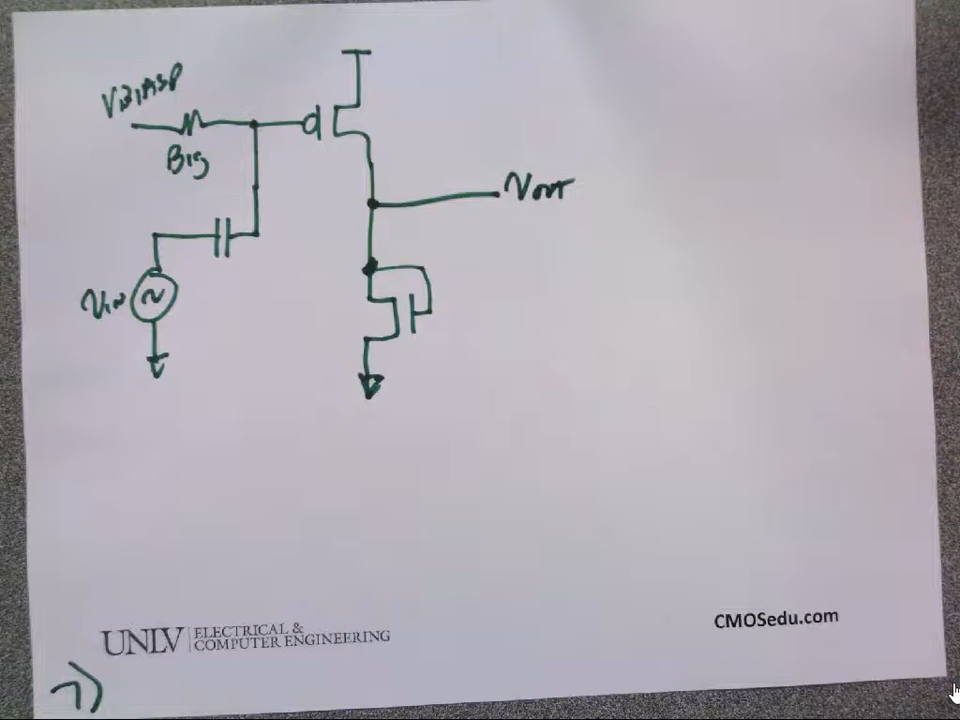 VBIASP
Big
Vin
Vout
UNLV ELECTRICAL &
COMPUTER ENGINEERING
CMOSedu.com
7)